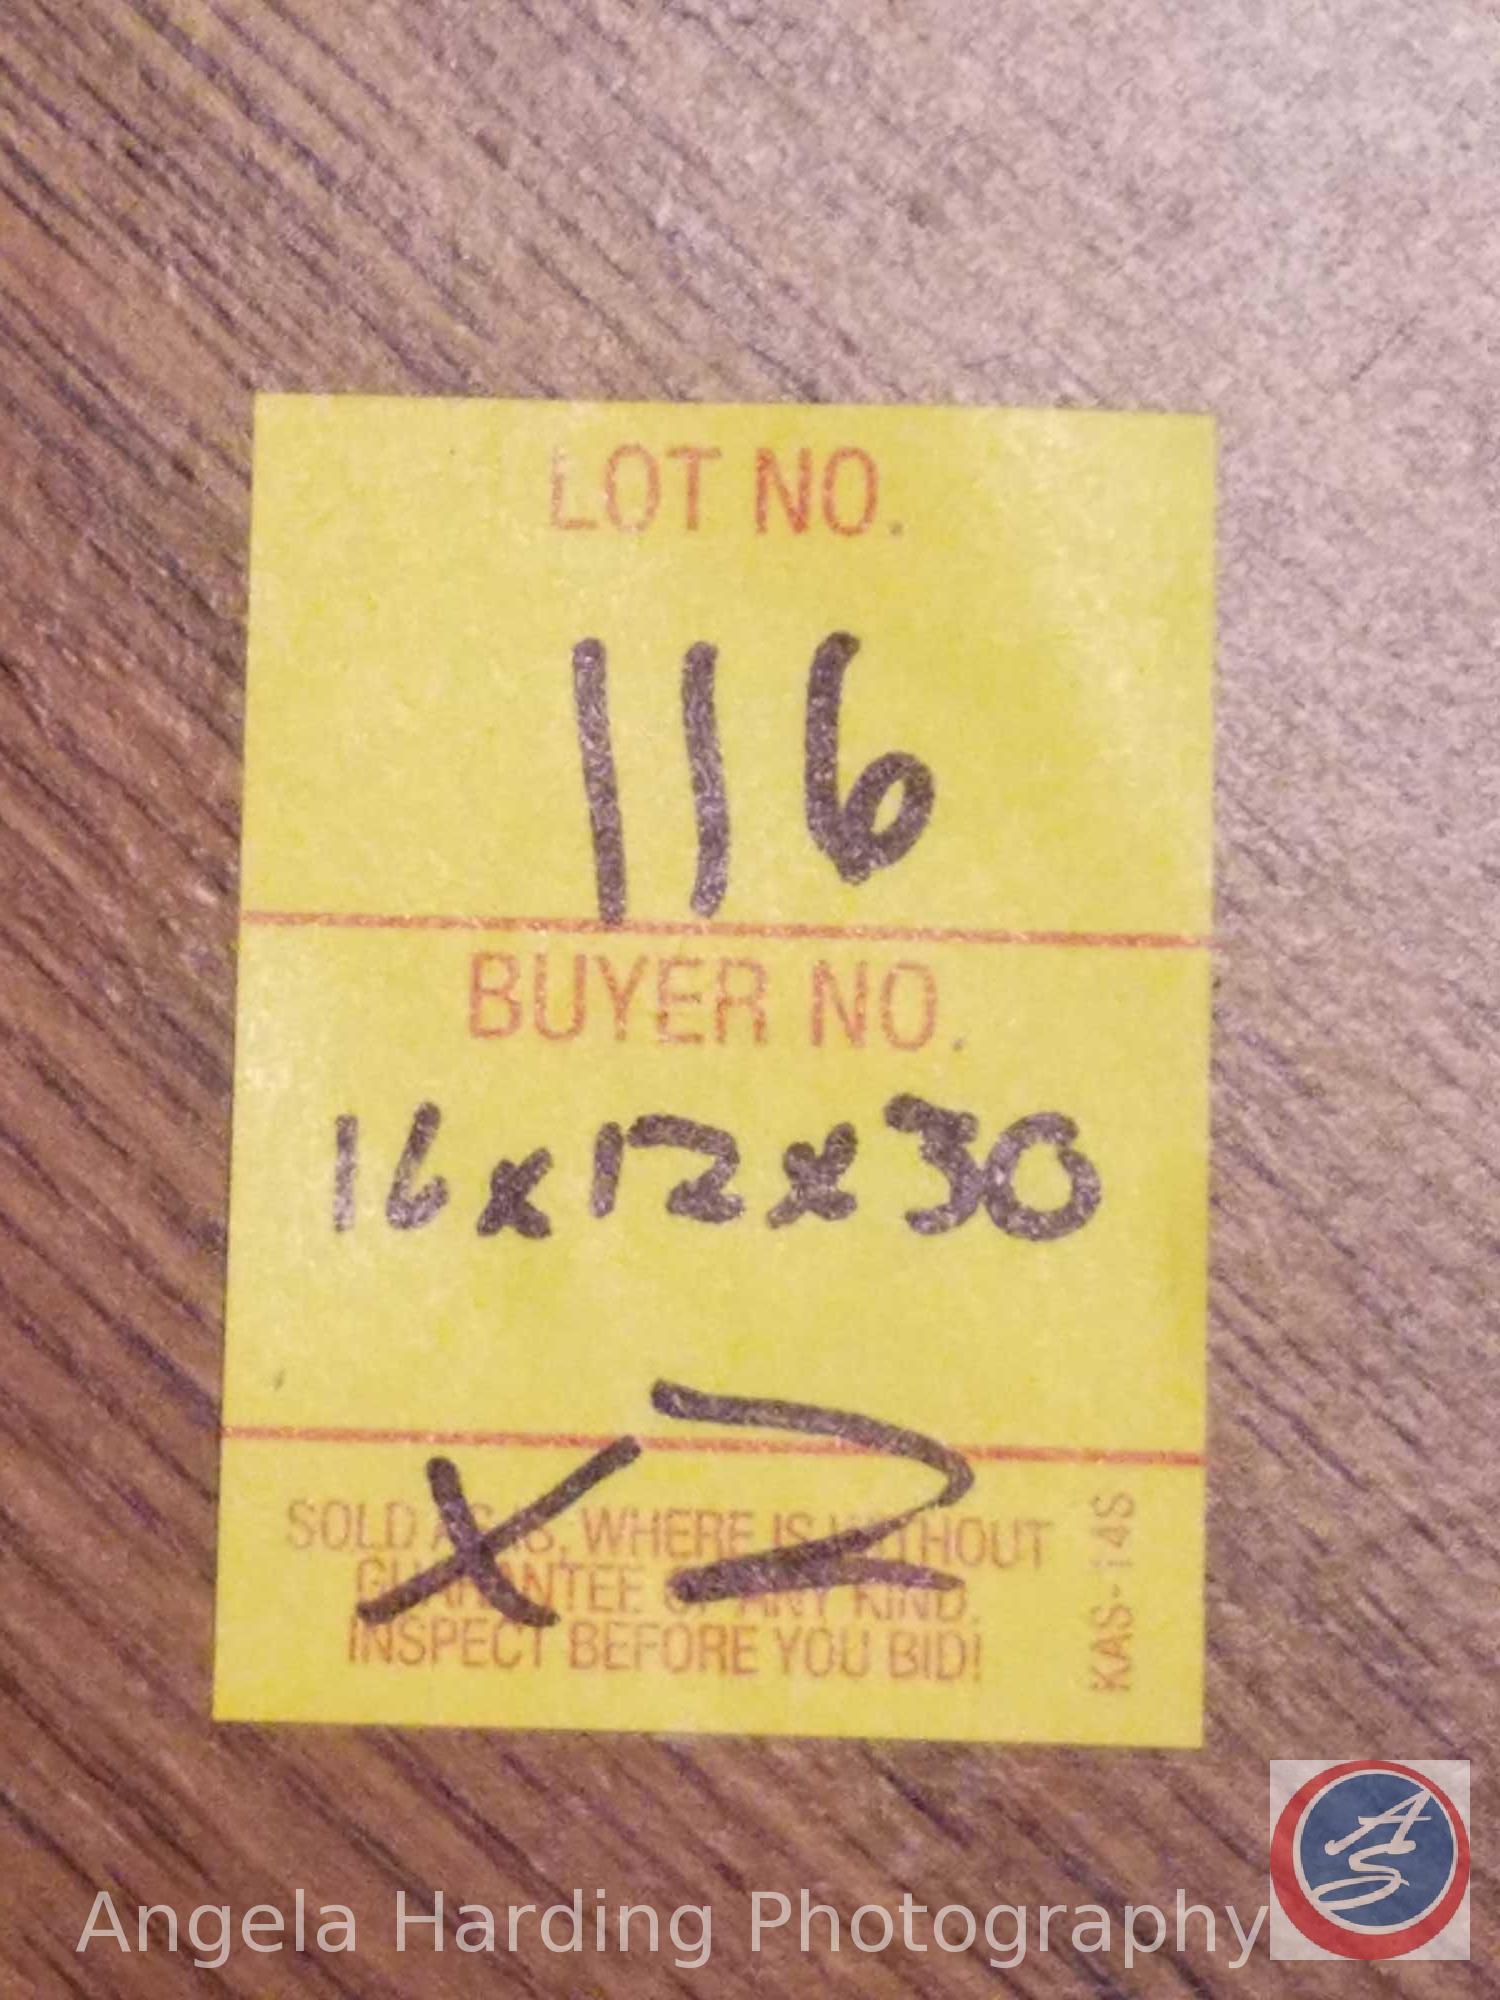 LOT NO.
116
BUYER NO.
16x12x30
x2
SOLD AS IS, WHERE IS WITHOUT
GUARANTEE OF ANY KIND.
INSPECT BEFORE YOU BID!
KAS-14S
AS
Angela Harding Photography